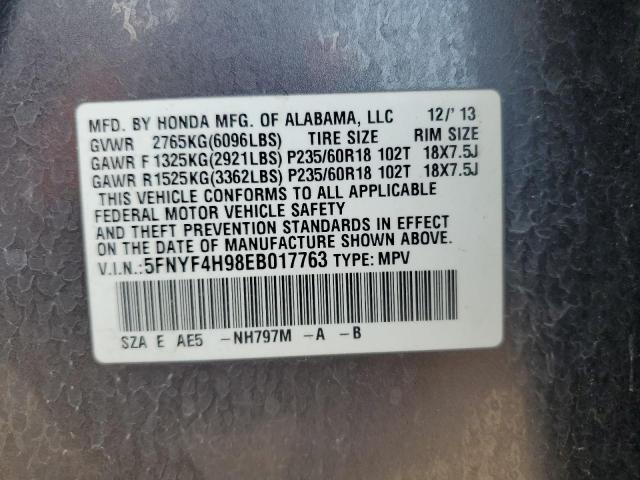 MFD. BY HONDA MFG. OF ALABAMA, LLC 12/'13
GVWR 2765KG(6096LBS) TIRE SIZE RIM SIZE
GAWR F 1325KG(2921LBS) P235/60R18 102T 18X7.5J
GAWR R1525KG(3362LBS) P235/60R18 102T 18X7.5J
THIS VEHICLE CONFORMS TO ALL APPLICABLE
FEDERAL MOTOR VEHICLE SAFETY
AND THEFT PREVENTION STANDARDS IN EFFECT
ON THE DATE OF MANUFACTURE SHOWN ABOVE.
V.I.N.:5FNYF4H98EB017763 TYPE: MPV
SZA E AE5 -NH797M -A -B